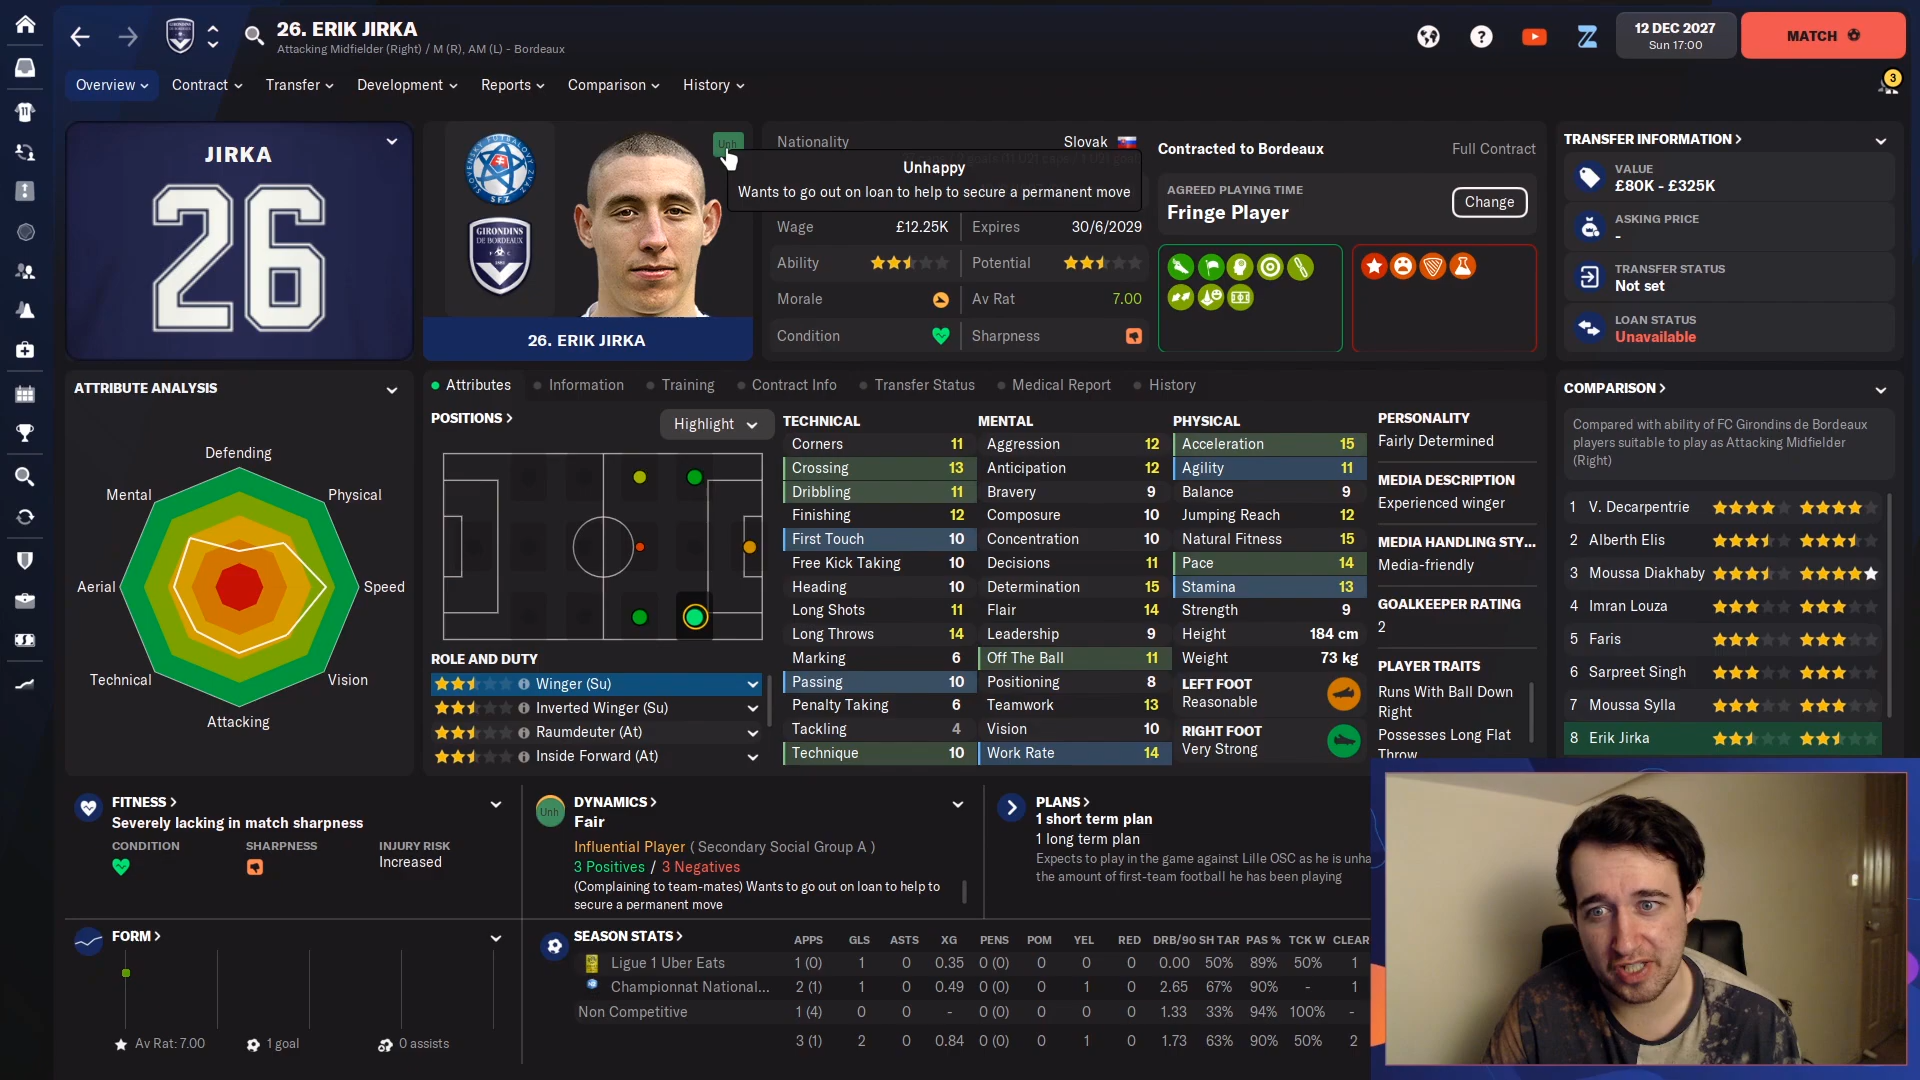 26. ERIK JIRKA
Attacking Midfielder (Right) / M (R), AM (L) - Bordeaux
12 DEC 2027
Sun 17:00
MATCH
Overview
Contract
Transfer
Development
Reports
Comparison
History
3
JIRKA
26
SLOVENSKÝ FUTBALOVÝ ZVÄZ
SFZ
GIRONDINS
DE BORDEAUX
Unh
26. ERIK JIRKA
Nationality
Slovak
Unhappy
Wants to go out on loan to help to secure a permanent move
Wage £12.25K
Expires 30/6/2029
Ability
Potential
Morale
Av Rat 7.00
Condition
Sharpness
Contracted to Bordeaux
Full Contract
AGREED PLAYING TIME
Fringe Player
Change
TRANSFER INFORMATION >
VALUE
£80K - £325K
ASKING PRICE
-
TRANSFER STATUS
Not set
LOAN STATUS
Unavailable
ATTRIBUTE ANALYSIS
Defending
Mental
Physical
Aerial
Speed
Technical
Vision
Attacking
Attributes
Information
Training
Contract Info
Transfer Status
Medical Report
History
POSITIONS >
Highlight
ROLE AND DUTY
Winger (Su)
Inverted Winger (Su)
Raumdeuter (At)
Inside Forward (At)
TECHNICAL
Corners 11
Crossing 13
Dribbling 11
Finishing 12
First Touch 10
Free Kick Taking 10
Heading 10
Long Shots 11
Long Throws 14
Marking 6
Passing 10
Penalty Taking 6
Tackling 4
Technique 10
MENTAL
Aggression 12
Anticipation 12
Bravery 9
Composure 10
Concentration 10
Decisions 11
Determination 15
Flair 14
Leadership 9
Off The Ball 11
Positioning 8
Teamwork 13
Vision 10
Work Rate 14
PHYSICAL
Acceleration 15
Agility 11
Balance 9
Jumping Reach 12
Natural Fitness 15
Pace 14
Stamina 13
Strength 9
Height 184 cm
Weight 73 kg
LEFT FOOT
Reasonable
RIGHT FOOT
Very Strong
PERSONALITY
Fairly Determined
MEDIA DESCRIPTION
Experienced winger
MEDIA HANDLING STY...
Media-friendly
GOALKEEPER RATING
2
PLAYER TRAITS
Runs With Ball Down
Right
Possesses Long Flat
Throw
COMPARISON >
Compared with ability of FC Girondins de Bordeaux
players suitable to play as Attacking Midfielder
(Right)
1 V. Decarpentrie
2 Alberth Elis
3 Moussa Diakhaby
4 Imran Louza
5 Faris
6 Sarpreet Singh
7 Moussa Sylla
8 Erik Jirka
FITNESS >
Severely lacking in match sharpness
CONDITION
SHARPNESS
INJURY RISK
Increased
Unh
DYNAMICS >
Fair
Influential Player ( Secondary Social Group A )
3 Positives / 3 Negatives
(Complaining to team-mates) Wants to go out on loan to help to
secure a permanent move
PLANS >
1 short term plan
1 long term plan
Expects to play in the game against Lille OSC as he is unha
the amount of first-team football he has been playing
FORM >
Av Rat: 7.00
1 goal
0 assists
SEASON STATS >
APPS GLS ASTS XG PENS POM YEL RED DRB/90 SH TAR PAS % TCK W CLEAR
Ligue 1 Uber Eats 1 (0) 1 0 0.35 0 (0) 0 0 0 0.00 50% 89% 50% 1
Championnat National... 2 (1) 1 0 0.49 0 (0) 0 1 0 2.65 67% 90% - 1
Non Competitive 1 (4) 0 0 - 0 (0) 0 0 0 1.33 33% 94% 100% -
3 (1) 2 0 0.84 0 (0) 0 1 0 1.73 63% 90% 50% 2